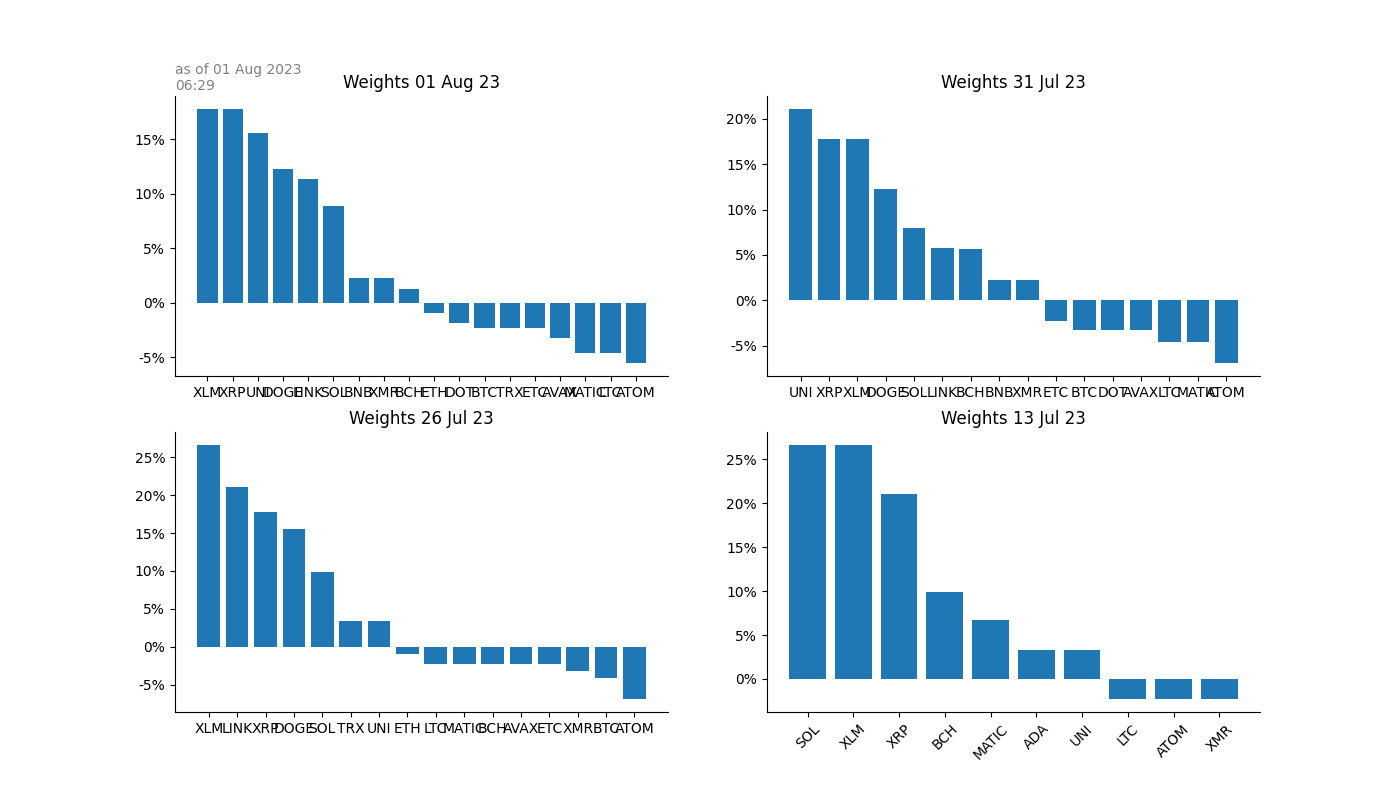 as of 01 Aug 2023
06:29
Weights 01 Aug 23
15%
10%
5%
0%
-5%
XLM XRP UNI DOGE LINK SOL BNB XMR BCH ETH DOT BTC TRX ETC AVAX MATIC LTC ATOM
Weights 31 Jul 23
20%
15%
10%
5%
0%
-5%
UNI XRP XLM DOGE SOL LINK BCH BNB XMR ETC BTC DOT AVAX LTC MATIC ATOM
Weights 26 Jul 23
25%
20%
15%
10%
5%
0%
-5%
XLM LINK XRP DOGE SOL TRX UNI ETH LTC MATIC BCH AVAX ETC XMR BTC ATOM
Weights 13 Jul 23
25%
20%
15%
10%
5%
0%
SOL XLM XRP BCH MATIC ADA UNI LTC ATOM XMR